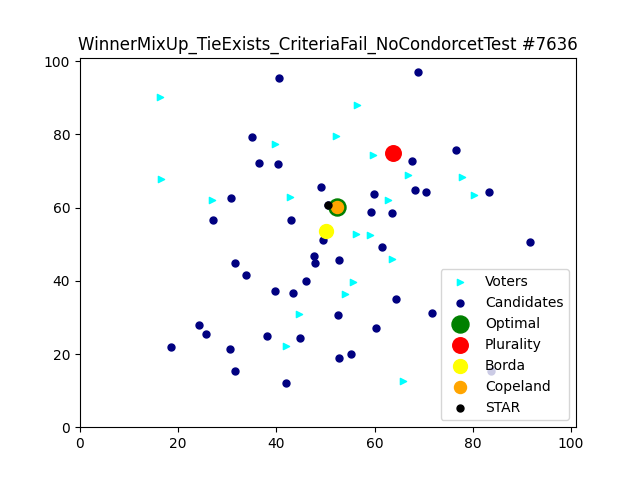 WinnerMixUp_TieExists_CriteriaFail_NoCondorcetTest #7636
100
80
60
40
20
0
0 20 40 60 80 100
Voters
Candidates
Optimal
Plurality
Borda
Copeland
STAR